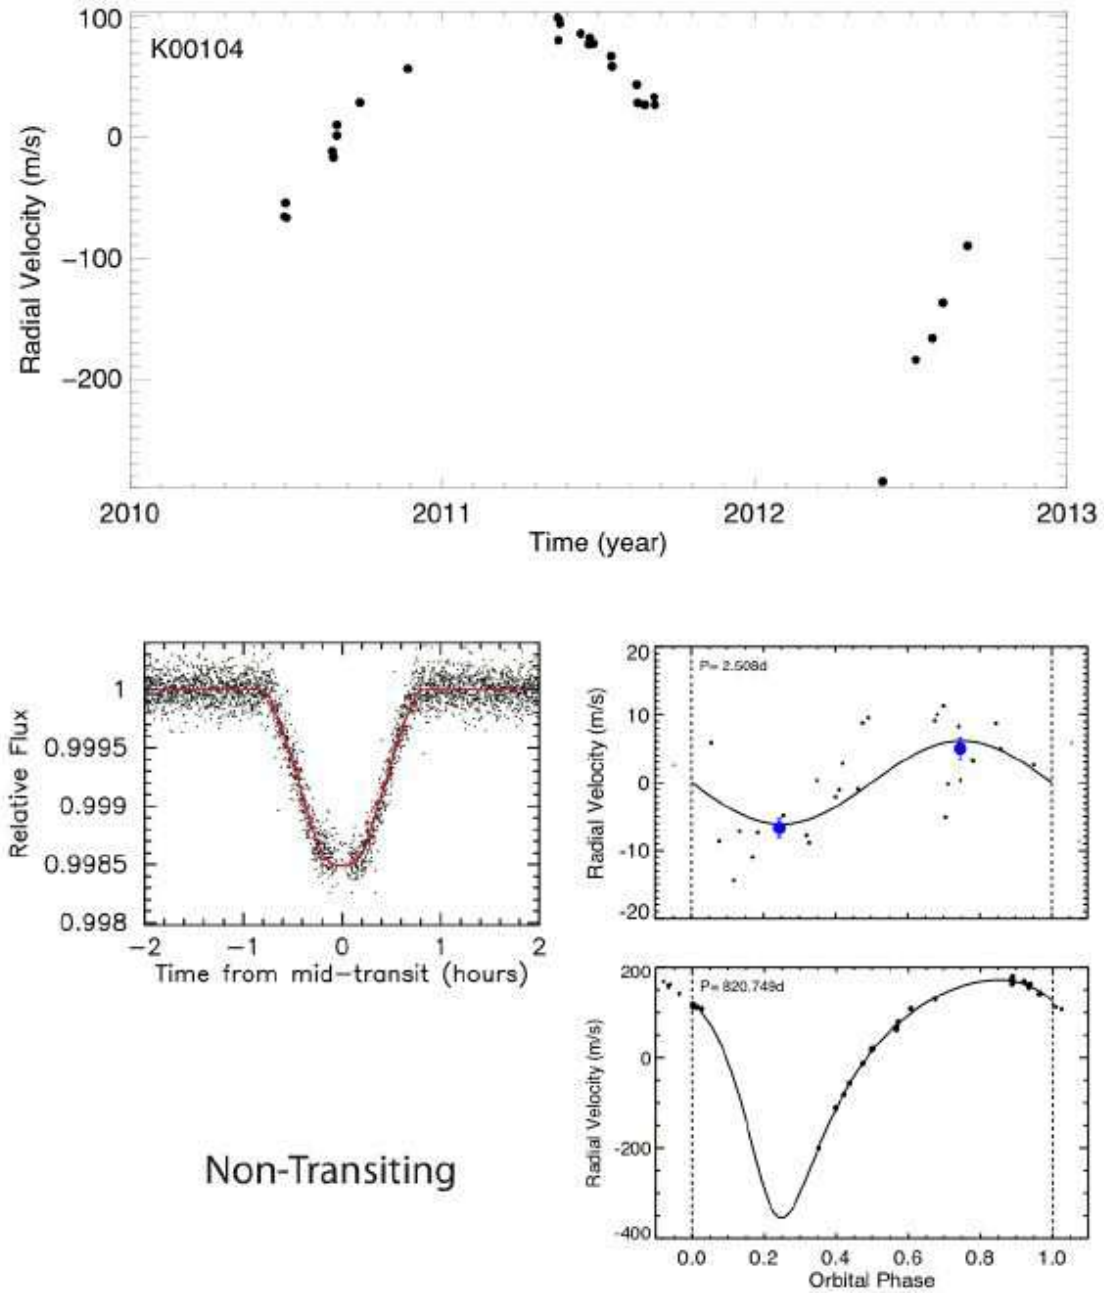 K00104
100
0
−100
−200
Radial Velocity (m/s)
2010 2011 2012 2013
Time (year)
1
0.9995
0.999
0.9985
0.998
Relative Flux
−2 −1 0 1 2
Time from mid−transit (hours)
P= 2.508d
20
10
0
-10
-20
Radial Velocity (m/s)
P= 820.749d
200
0
-200
-400
Radial Velocity (m/s)
0.0 0.2 0.4 0.6 0.8 1.0
Orbital Phase
Non-Transiting